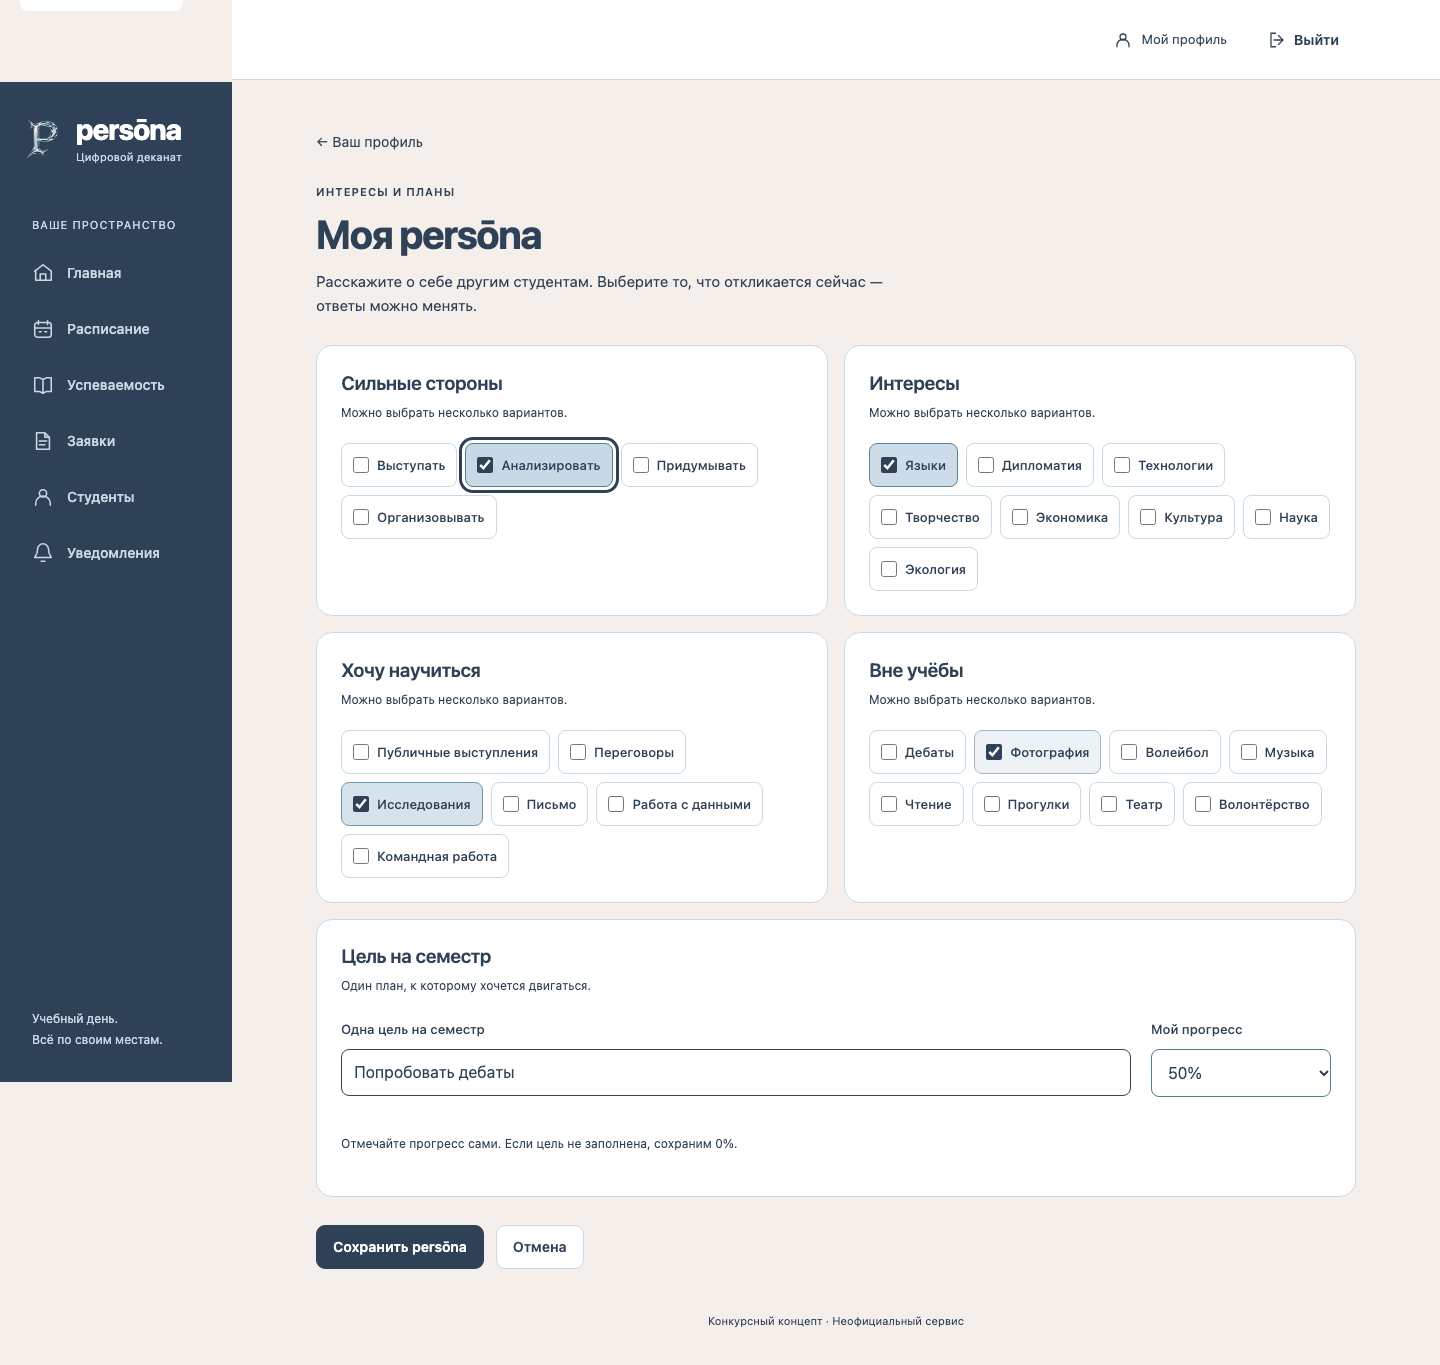 Мой профиль
Выйти
persōna
Цифровой деканат
ВАШЕ ПРОСТРАНСТВО
Главная
Расписание
Успеваемость
Заявки
Студенты
Уведомления
Учебный день.
Всё по своим местам.
← Ваш профиль
ИНТЕРЕСЫ И ПЛАНЫ
Моя persōna
Расскажите о себе другим студентам. Выберите то, что откликается сейчас —
ответы можно менять.
Сильные стороны
Можно выбрать несколько вариантов.
Выступать
Анализировать
Придумывать
Организовывать
Интересы
Можно выбрать несколько вариантов.
Языки
Дипломатия
Технологии
Творчество
Экономика
Культура
Наука
Экология
Хочу научиться
Можно выбрать несколько вариантов.
Публичные выступления
Переговоры
Исследования
Письмо
Работа с данными
Командная работа
Вне учёбы
Можно выбрать несколько вариантов.
Дебаты
Фотография
Волейбол
Музыка
Чтение
Прогулки
Театр
Волонтёрство
Цель на семестр
Один план, к которому хочется двигаться.
Одна цель на семестр
Попробовать дебаты
Мой прогресс
50%
Отмечайте прогресс сами. Если цель не заполнена, сохраним 0%.
Сохранить persōna
Отмена
Конкурсный концепт · Неофициальный сервис